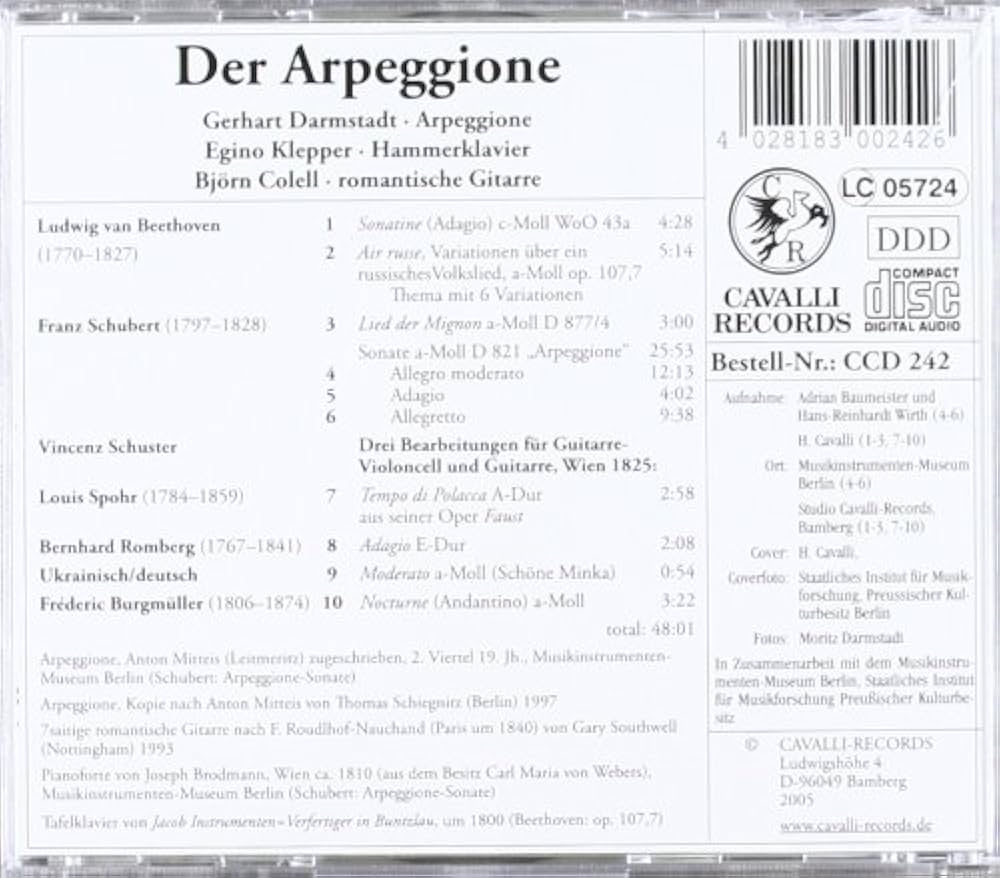 Der Arpeggione
Gerhart Darmstadt · Arpeggione
Egino Klepper · Hammerklavier
Björn Colell · romantische Gitarre
Ludwig van Beethoven 1 Sonatine (Adagio) c-Moll WoO 43a 4:28
(1770–1827) 2 Air russe, Variationen über ein 5:14
russisches Volkslied, a-Moll op. 107,7
Thema mit 6 Variationen
Franz Schubert (1797–1828) 3 Lied der Mignon a-Moll D 877/4 3:00
Sonate a-Moll D 821 „Arpeggione" 25:53
4 Allegro moderato 12:13
5 Adagio 4:02
6 Allegretto 9:38
Vincenz Schuster Drei Bearbeitungen für Guitarre-
Violoncell und Guitarre, Wien 1825:
Louis Spohr (1784–1859) 7 Tempo di Polacca A-Dur 2:58
aus seiner Oper Faust
Bernhard Romberg (1767–1841) 8 Adagio E-Dur 2:08
Ukrainisch/deutsch 9 Moderato a-Moll (Schöne Minka) 0:54
Fréderic Burgmüller (1806–1874) 10 Nocturne (Andantino) a-Moll 3:22
total: 48:01
Arpeggione, Anton Mitteis (Leitmeritz) zugeschrieben, 2. Viertel 19. Jh., Musikinstrumenten-
Museum Berlin (Schubert: Arpeggione-Sonate)
Arpeggione, Kopie nach Anton Mitteis von Thomas Schiegnitz (Berlin) 1997
7saitige romantische Gitarre nach F. Roudlhof-Nauchand (Paris um 1840) von Gary Southwell
(Nottingham) 1993
Pianoforte von Joseph Brodmann, Wien ca. 1810 (aus dem Besitz Carl Maria von Webers),
Musikinstrumenten-Museum Berlin (Schubert: Arpeggione-Sonate)
Tafelklavier von Jacob Instrumenten-Verfertiger in Buntzlau, um 1800 (Beethoven: op. 107,7)
4 028183 002426
C
R
LC 05724
DDD
COMPACT
disc
DIGITAL AUDIO
CAVALLI
RECORDS
Bestell-Nr.: CCD 242
Aufnahme: Adrian Baumeister und
Hans-Reinhardt Wirth (4-6)
H. Cavalli (1-3, 7-10)
Ort: Musikinstrumenten-Museum
Berlin (4-6)
Studio Cavalli-Records,
Bamberg (1-3, 7-10)
Cover: H. Cavalli,
Coverfoto: Staatliches Institut für Musik-
forschung, Preussischer Kul-
turbesitz Berlin
Fotos: Moritz Darmstadt
In Zusammenarbeit mit dem Musikinstru-
menten-Museum Berlin, Staatliches Institut
für Musikforschung Preußischer Kulturbe-
sitz
© CAVALLI-RECORDS
Ludwigshöhe 4
D-96049 Bamberg
2005
www.cavalli-records.de